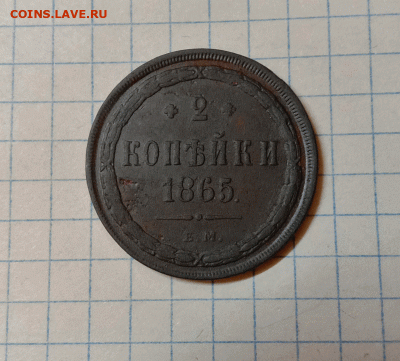 COINS.LAVE.RU
2
КОПѢЙКИ
1865.
Е.М.